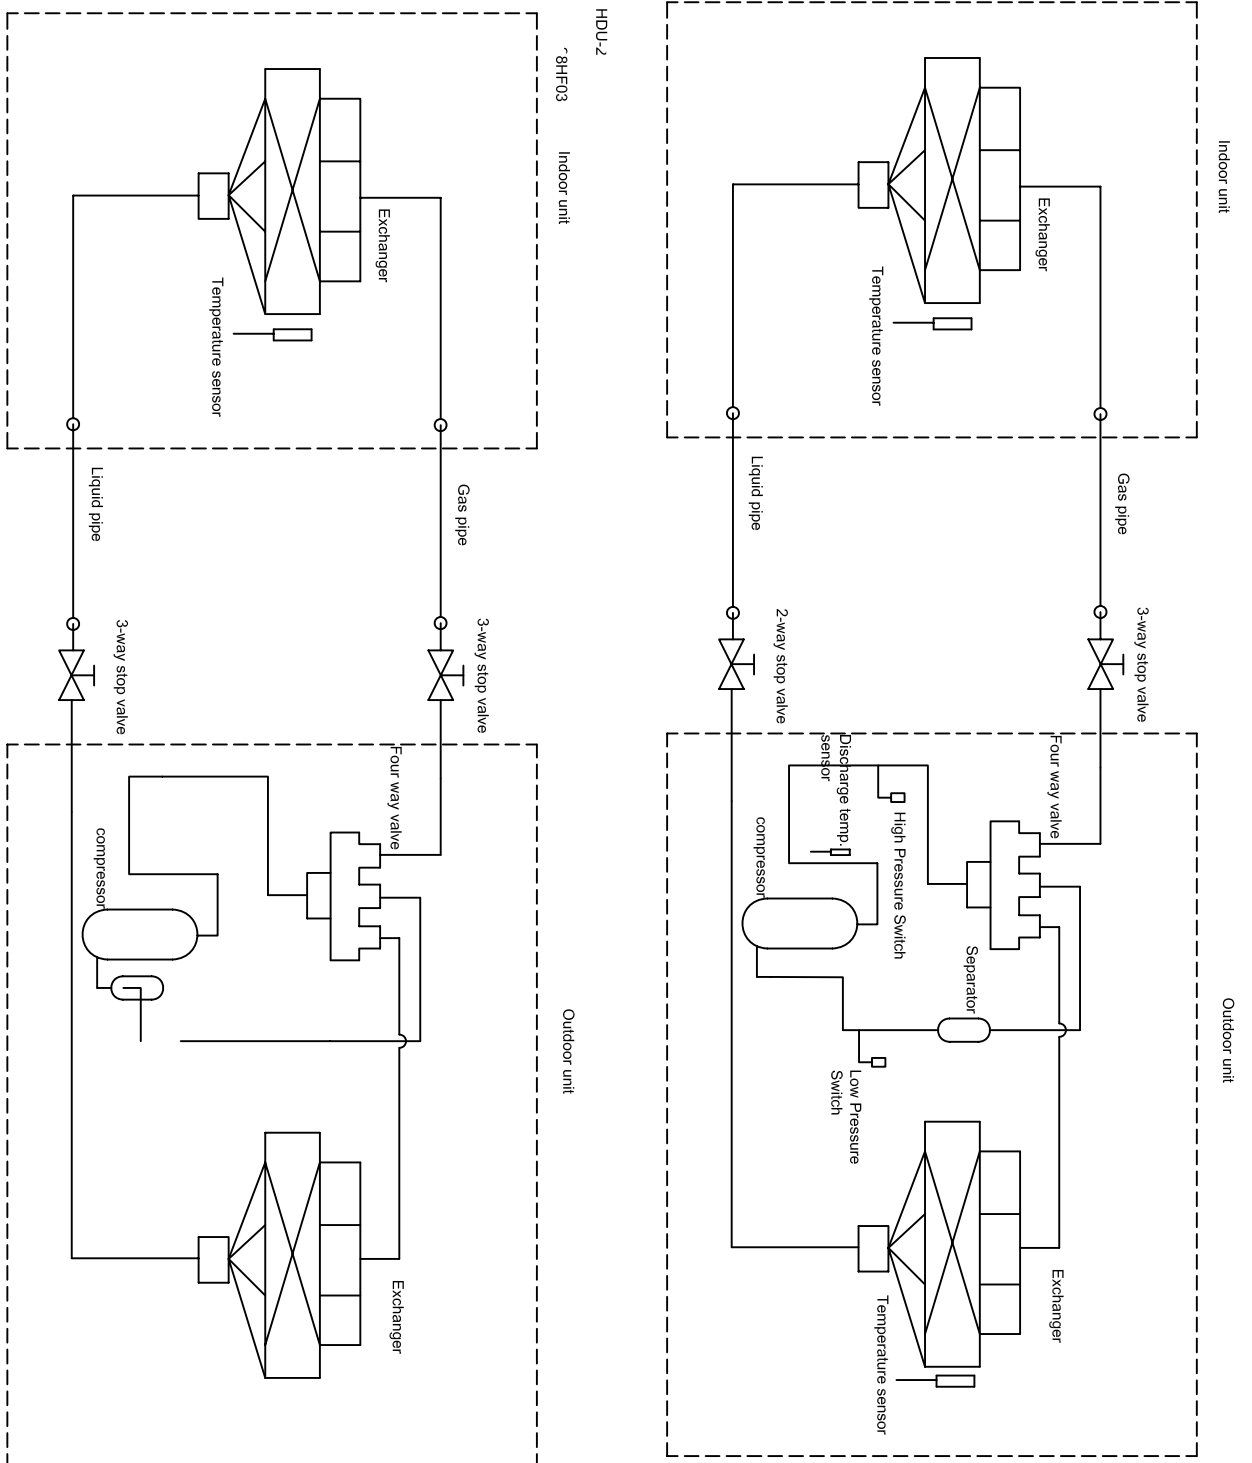 Indoor unit
Outdoor unit
3-way stop valve
Gas pipe
Exchanger
Four way valve
Exchanger
Separator
High Pressure Switch
Temperature sensor
Temperature sensor
Low Pressure
Switch
Discharge temp.
sensor
2-way stop valve
Liquid pipe
compressor
HDU-2
8HF03
Indoor unit
Outdoor unit
3-way stop valve
Gas pipe
Exchanger
Four way valve
Exchanger
Temperature sensor
3-way stop valve
Liquid pipe
compressor